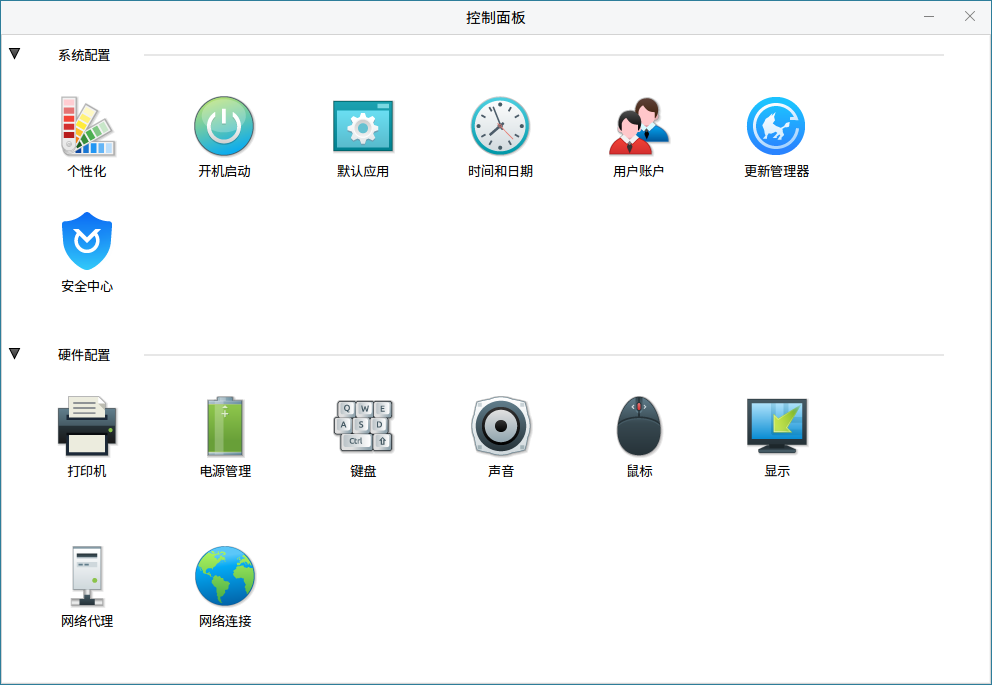 控制面板
系统配置
个性化 开机启动 默认应用 时间和日期 用户账户 更新管理器
安全中心
硬件配置
Q W E
A S D
Ctrl
打印机 电源管理 键盘 声音 鼠标 显示
网络代理 网络连接